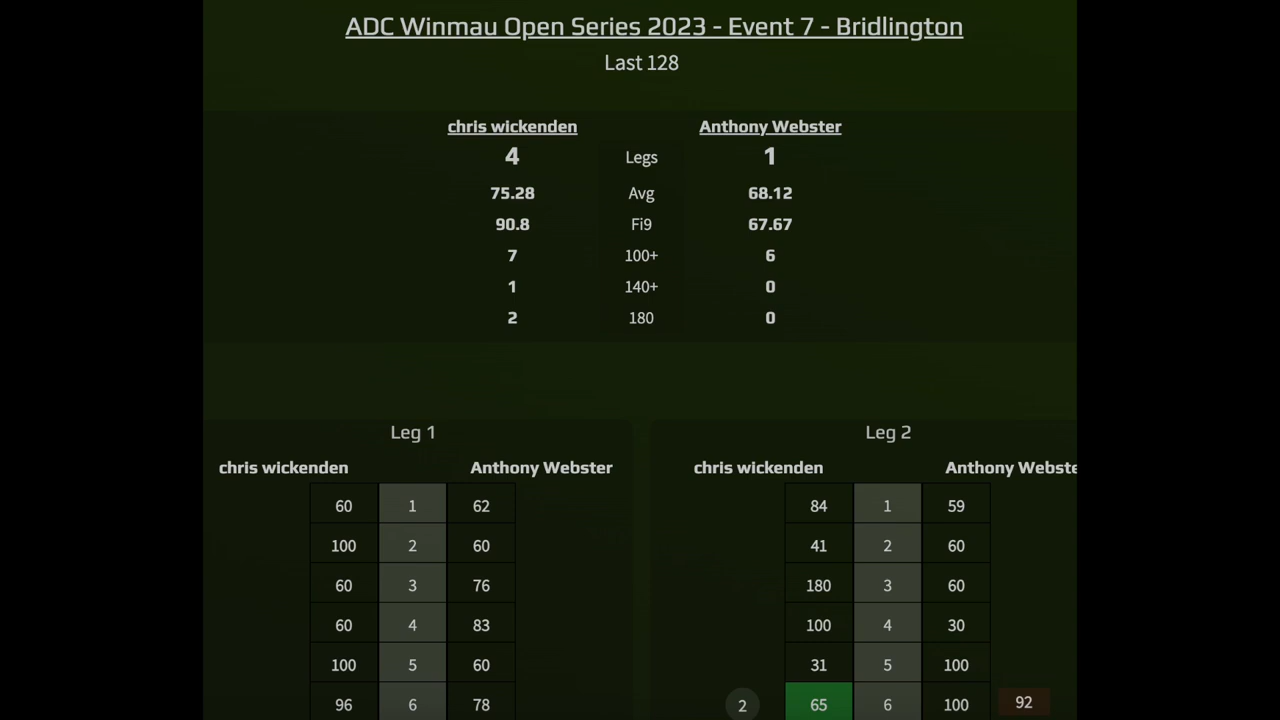 ADC Winmau Open Series 2023 - Event 7 - Bridlington
Last 128
chris wickenden Anthony Webster
4 Legs 1
75.28 Avg 68.12
90.8 Fi9 67.67
7 100+ 6
1 140+ 0
2 180 0
Leg 1 Leg 2
chris wickenden Anthony Webster chris wickenden Anthony Webste
60 1 62 84 1 59
100 2 60 41 2 60
60 3 76 180 3 60
60 4 83 100 4 30
100 5 60 31 5 100
96 6 78 2 65 6 100 92